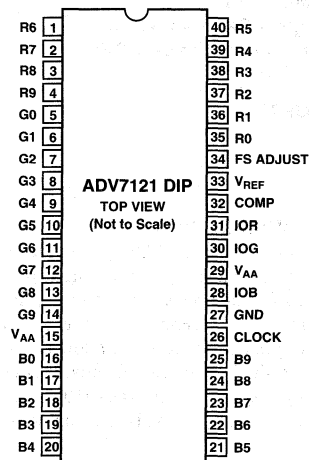 R6 1 40 R5
R7 2 39 R4
R8 3 38 R3
R9 4 37 R2
G0 5 36 R1
G1 6 35 R0
G2 7 34 FS ADJUST
G3 8 ADV7121 DIP 33 VREF
G4 9 TOP VIEW 32 COMP
G5 10 (Not to Scale) 31 IOR
G6 11 30 IOG
G7 12 29 VAA
G8 13 28 IOB
G9 14 27 GND
VAA 15 26 CLOCK
B0 16 25 B9
B1 17 24 B8
B2 18 23 B7
B3 19 22 B6
B4 20 21 B5